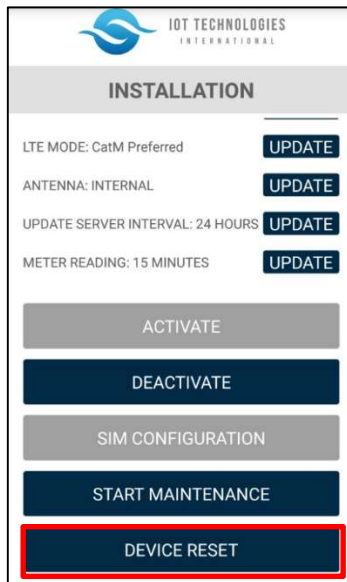 IOT TECHNOLOGIES
INTERNATIONAL
INSTALLATION
LTE MODE: CatM Preferred UPDATE
ANTENNA: INTERNAL UPDATE
UPDATE SERVER INTERVAL: 24 HOURS UPDATE
METER READING: 15 MINUTES UPDATE
ACTIVATE
DEACTIVATE
SIM CONFIGURATION
START MAINTENANCE
DEVICE RESET